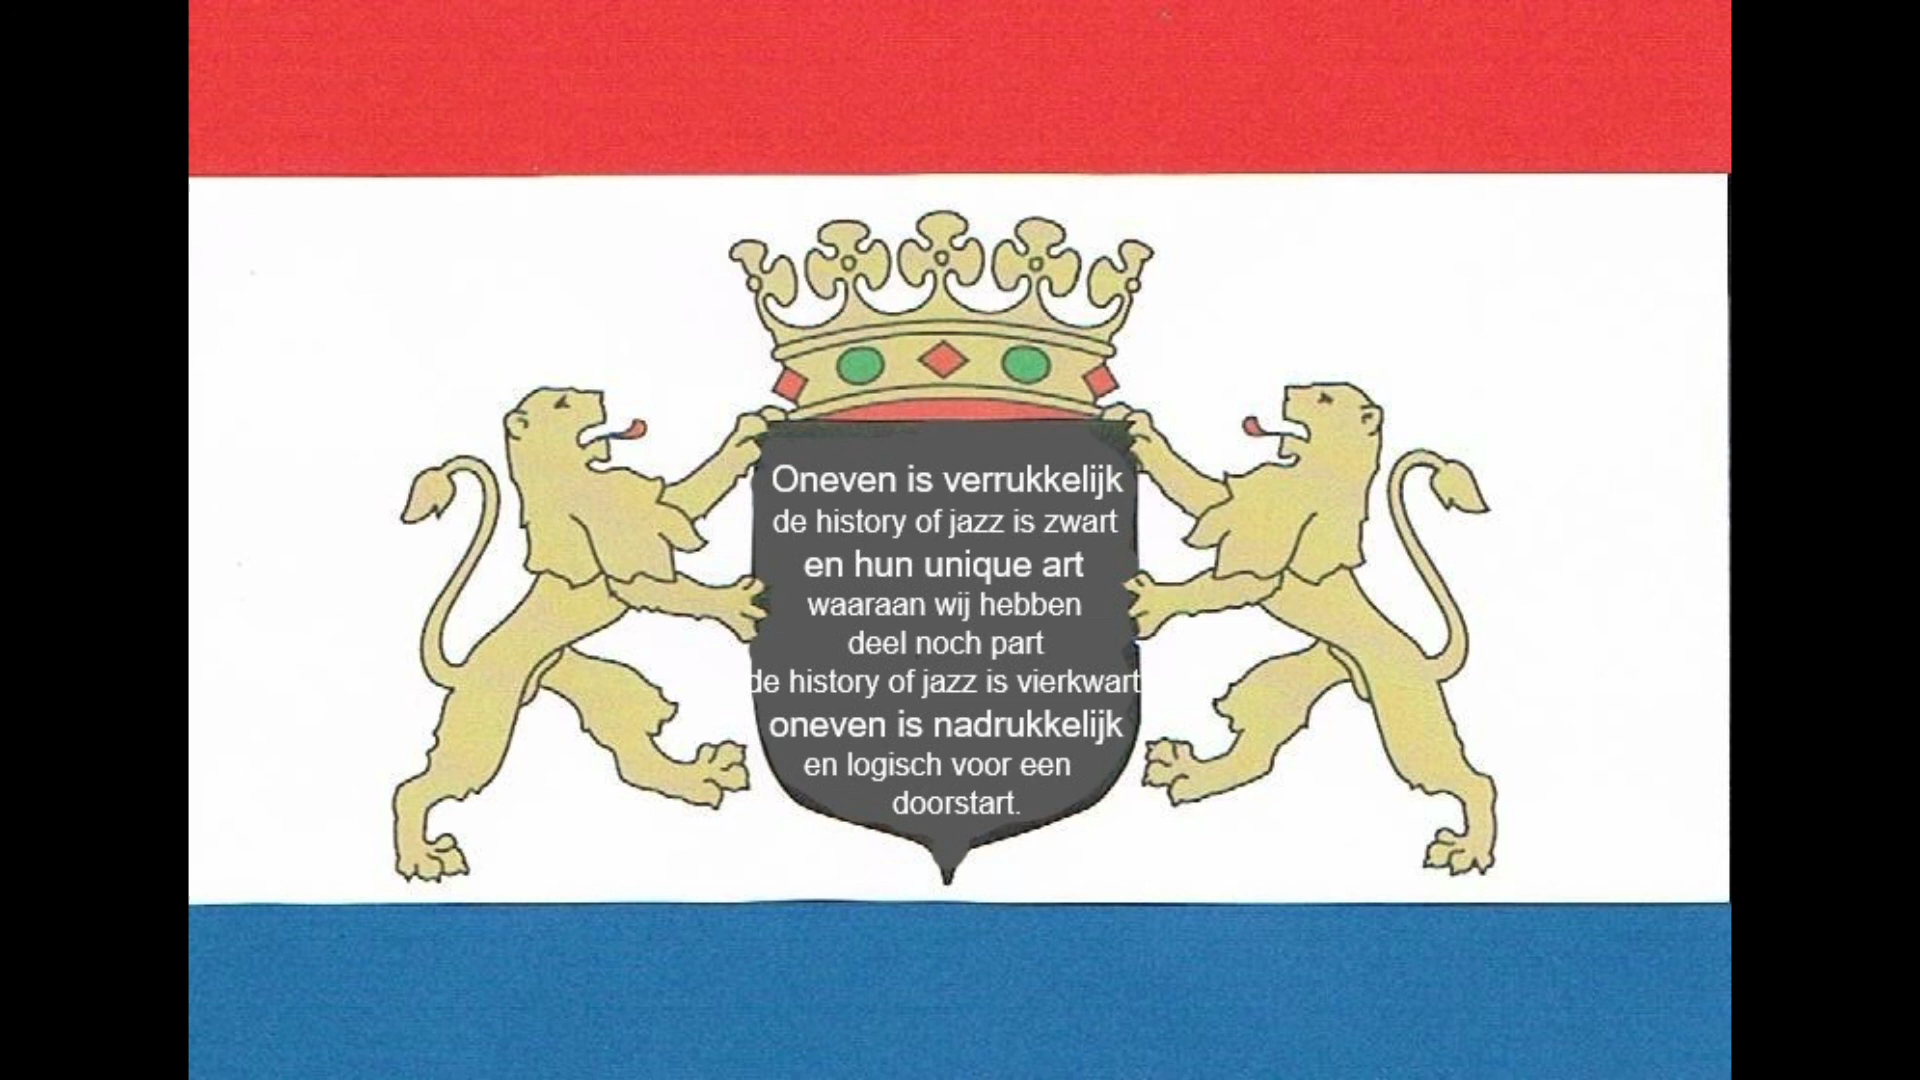 Oneven is verrukkelijk
de history of jazz is zwart
en hun unique art
waaraan wij hebben
deel noch part
de history of jazz is vierkwart
oneven is nadrukkelijk
en logisch voor een
doorstart.